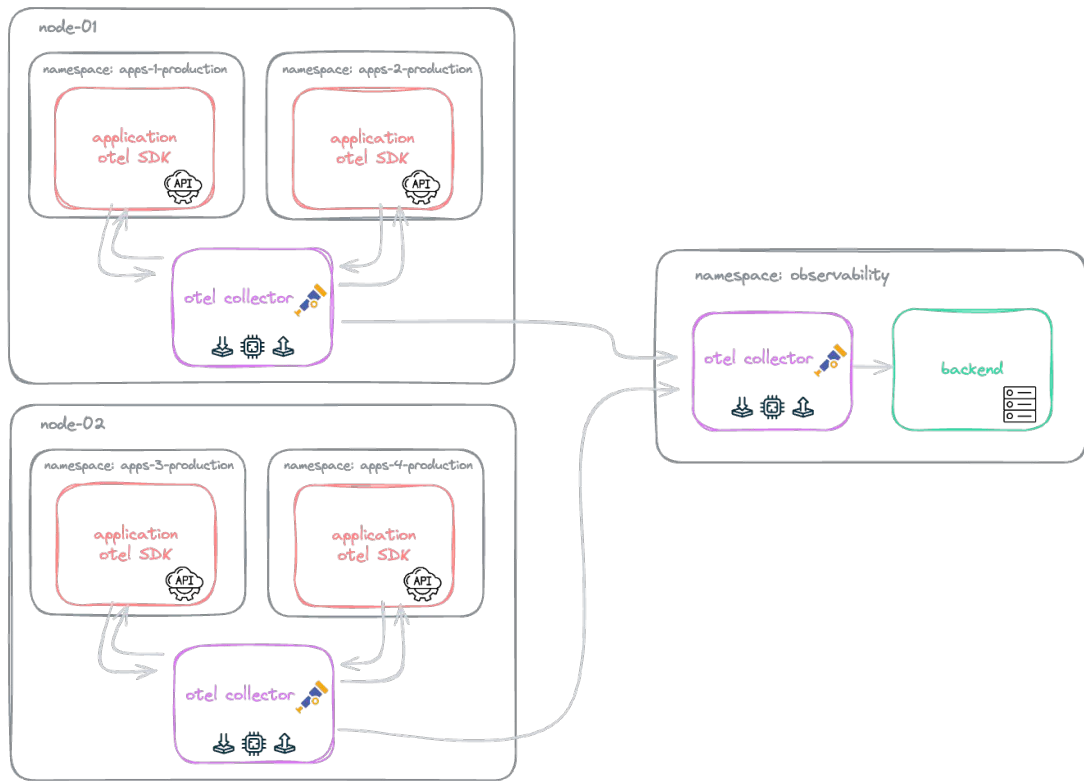 node-01
namespace: apps-1-production
namespace: apps-2-production
application
otel SDK
API
application
otel SDK
API
otel collector
namespace: observability
otel collector
backend
node-02
namespace: apps-3-production
namespace: apps-4-production
application
otel SDK
API
application
otel SDK
API
otel collector